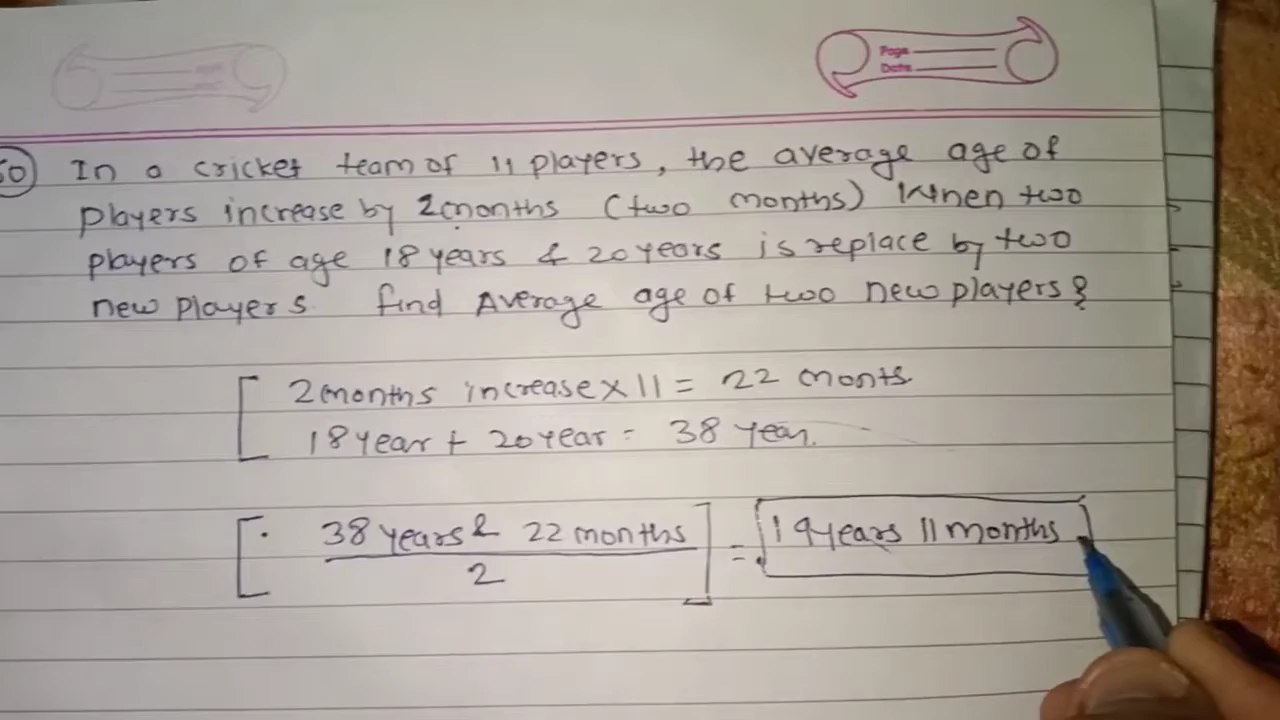 Page
Date
In a cricket team of 11 players, the average age of
players increase by 2months (two months) When two
players of age 18 years & 20 years is replace by two
new players find Average age of two new players?
2months increase x 11 = 22 monts.
18 year + 20 year = 38 year.
38 years & 22 months
2
= 19years 11 months